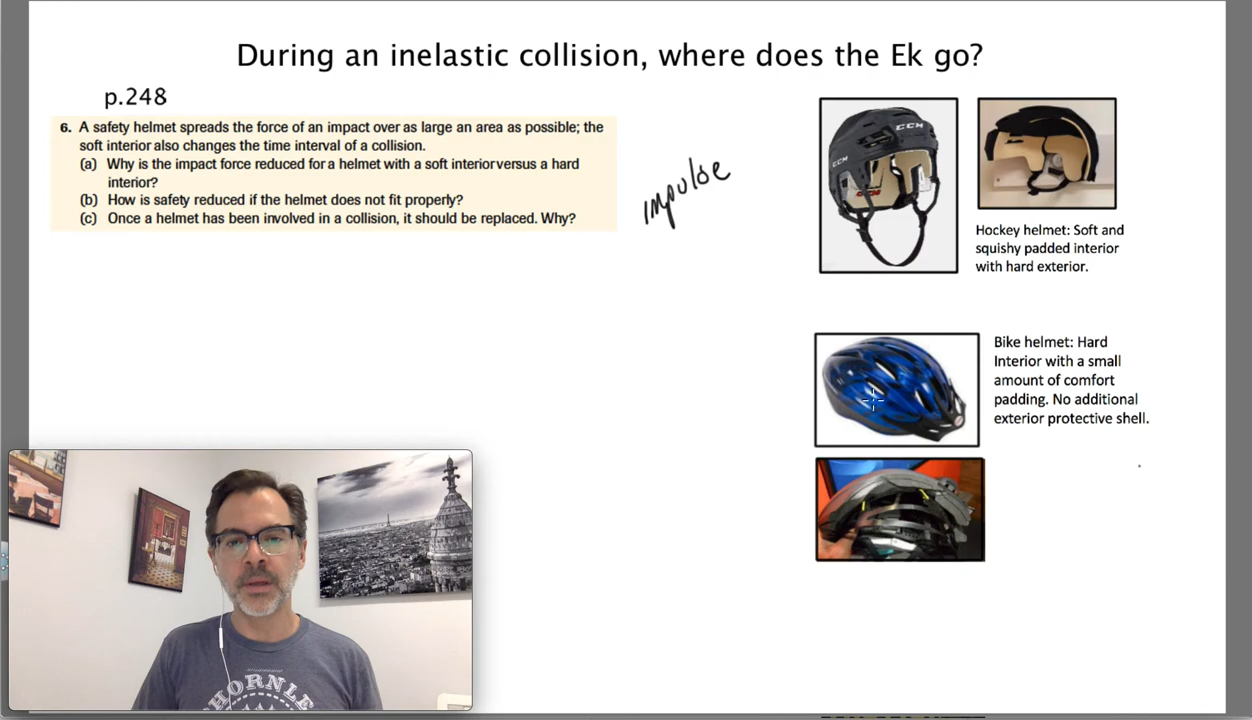 During an inelastic collision, where does the Ek go?
p.248
6. A safety helmet spreads the force of an impact over as large an area as possible; the
soft interior also changes the time interval of a collision.
(a) Why is the impact force reduced for a helmet with a soft interior versus a hard
interior?
(b) How is safety reduced if the helmet does not fit properly?
(c) Once a helmet has been involved in a collision, it should be replaced. Why?
impulse
CCM
CCM
Hockey helmet: Soft and
squishy padded interior
with hard exterior.
Bike helmet: Hard
Interior with a small
amount of comfort
padding. No additional
exterior protective shell.
HORNLE